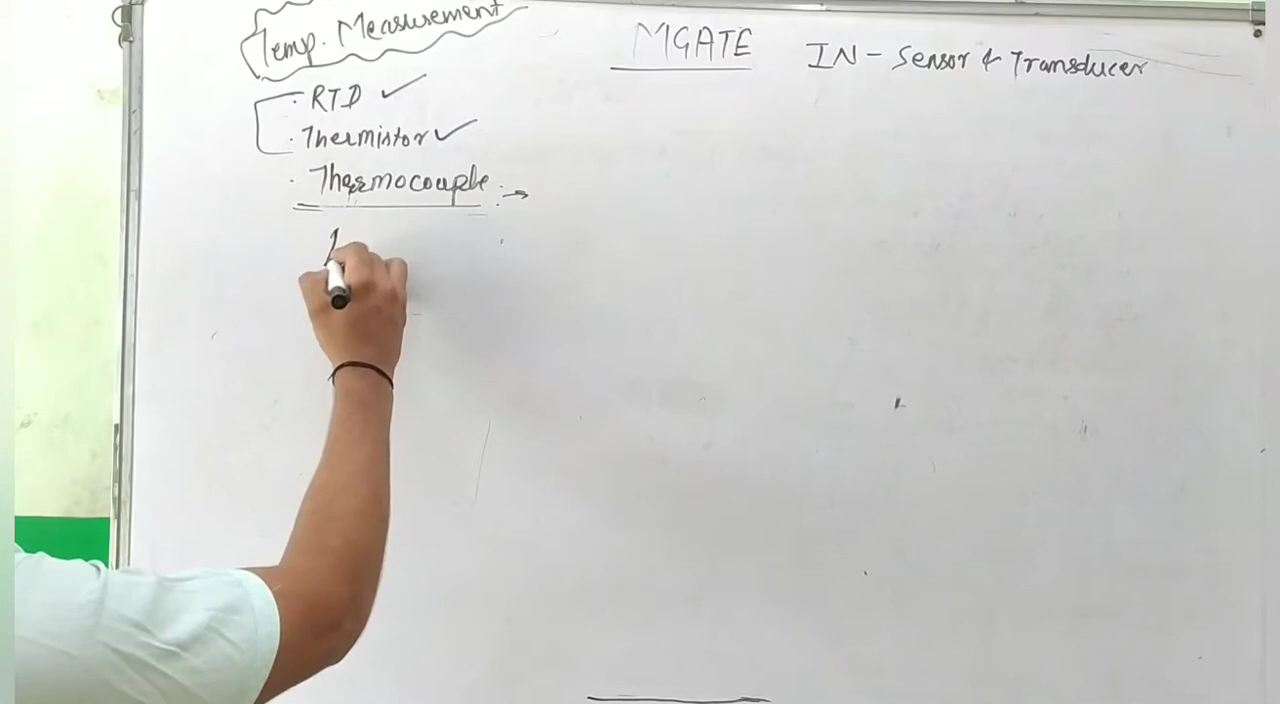 Temp. Measurement
MGATE
IN - Sensor & Transducer
· RTD ✓
· Thermistor ✓
· Thermocouple :→